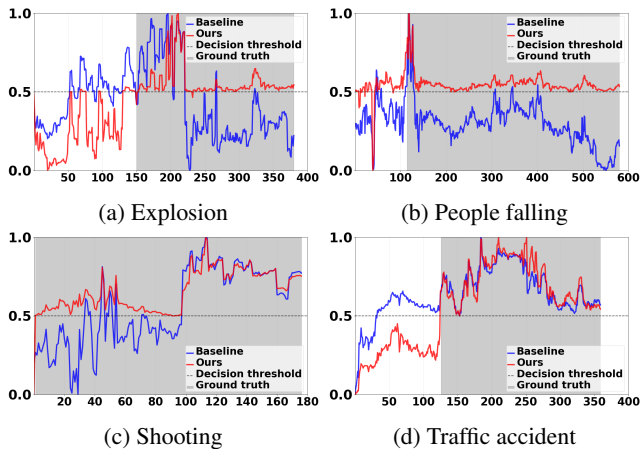 1.0
0.5
0.0
50 100 150 200 250 300 350 400
Baseline
Ours
Decision threshold
Ground truth
(a) Explosion
1.0
0.5
0.0
100 200 300 400 500 600
Baseline
Ours
Decision threshold
Ground truth
(b) People falling
1.0
0.5
0.0
20 40 60 80 100 120 140 160 180
Baseline
Ours
Decision threshold
Ground truth
(c) Shooting
1.0
0.5
0.0
50 100 150 200 250 300 350 400
Baseline
Ours
Decision threshold
Ground truth
(d) Traffic accident